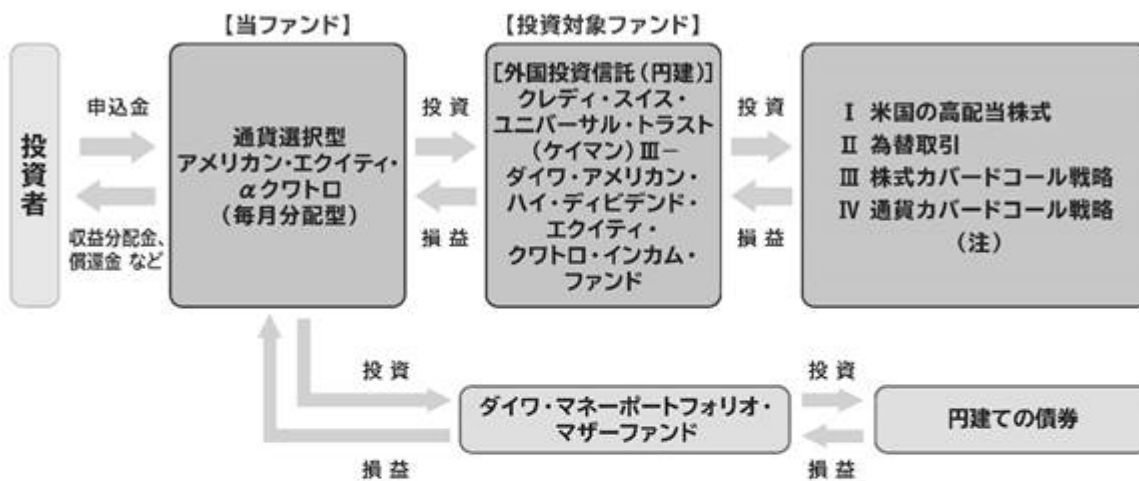 【当ファンド】
【投資対象ファンド】
投資者
申込金
収益分配金、
償還金 など
通貨選択型
アメリカン・エクイティ・
αクワトロ
（毎月分配型）
投資
損益
［外国投資信託（円建）］
クレディ・スイス・
ユニバーサル・トラスト
（ケイマン）Ⅲ－
ダイワ・アメリカン・
ハイ・ディビデンド・
エクイティ・
クワトロ・インカム・
ファンド
投資
損益
Ⅰ 米国の高配当株式
Ⅱ 為替取引
Ⅲ 株式カバードコール戦略
Ⅳ 通貨カバードコール戦略
（注）
投資
損益
ダイワ・マネーポートフォリオ・
マザーファンド
投資
損益
円建ての債券